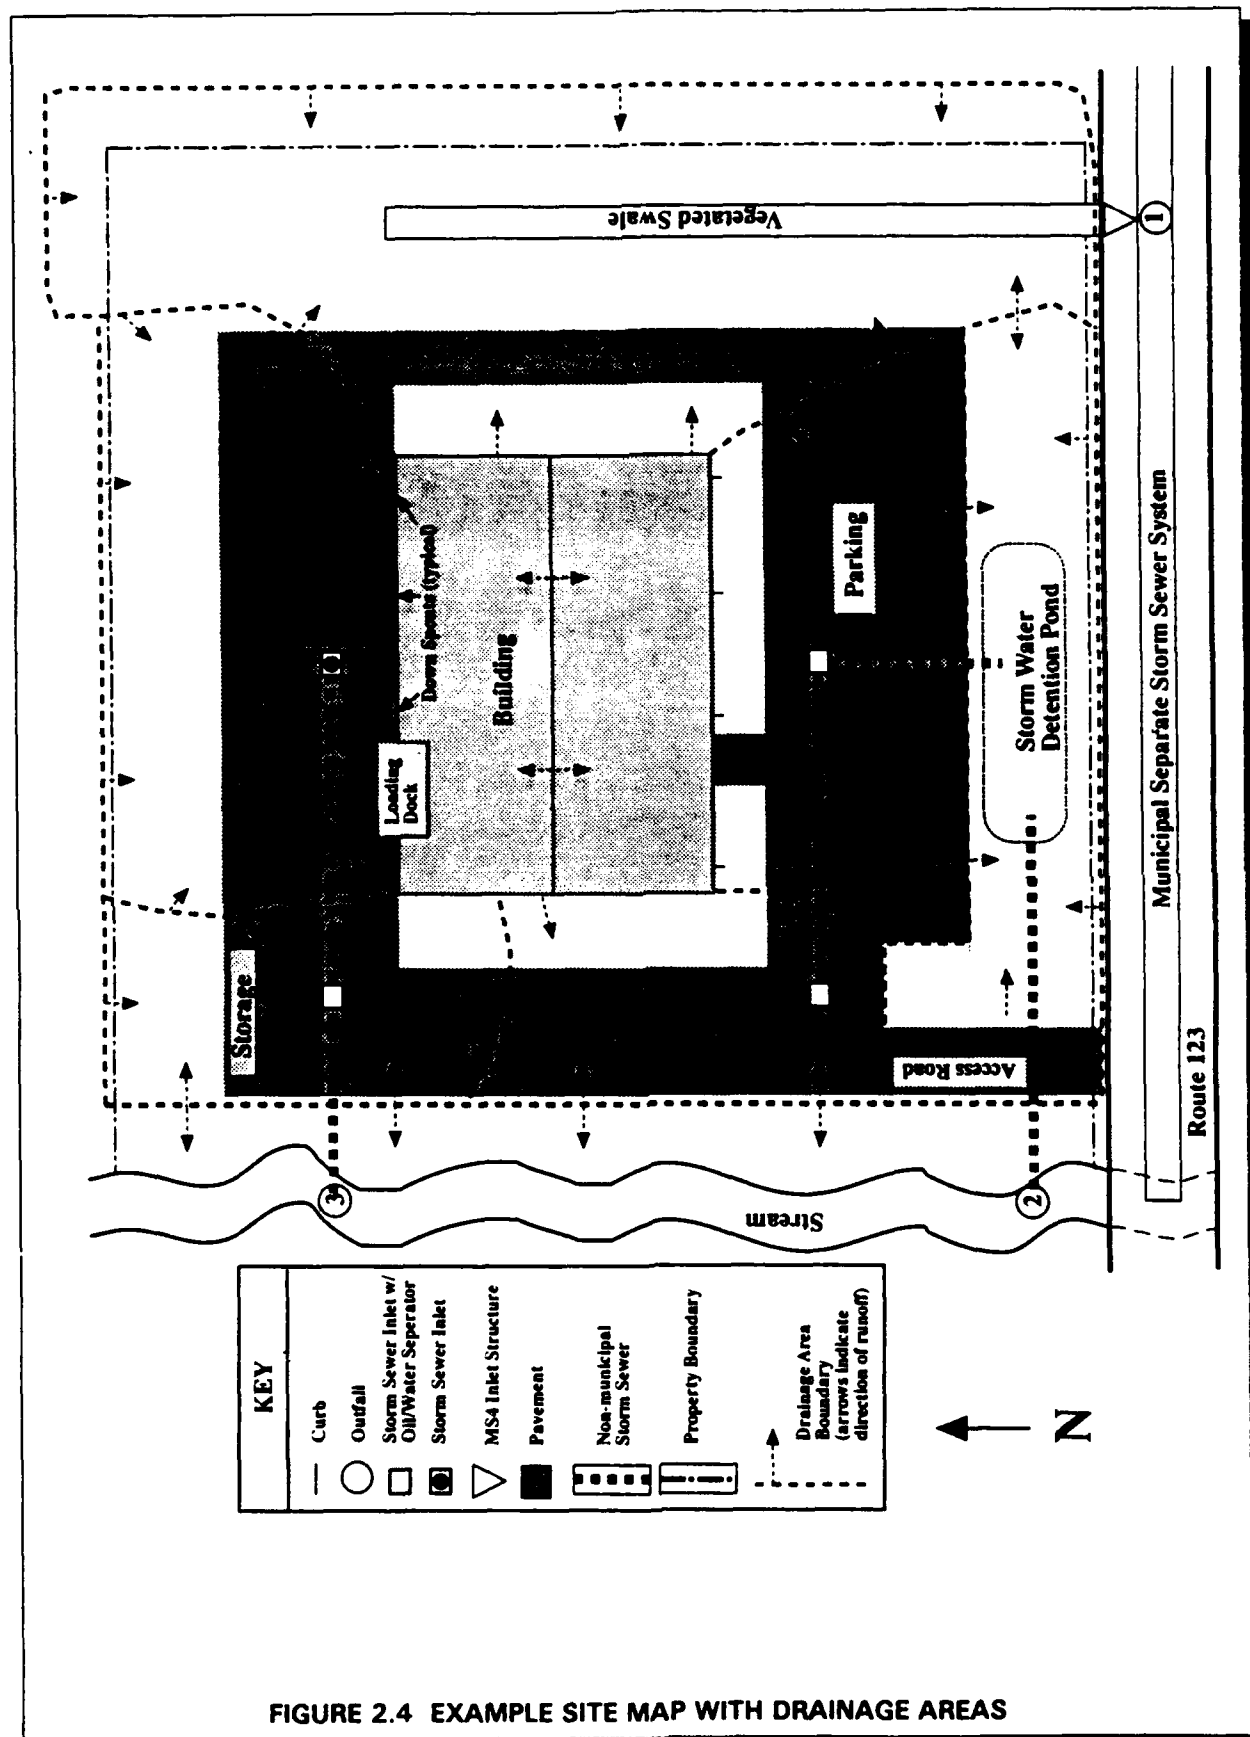 Vegetated Swale
1
Down Spouts (typical)
Building
Loading
Dock
Parking
Storage
Storm Water
Detention Pond
Access Road
Municipal Separate Storm Sewer System
Route 123
3
2
Stream
KEY
Curb
Outfall
Storm Sewer Inlet w/
Oil/Water Seperator
Storm Sewer Inlet
MS4 Inlet Structure
Pavement
Non-municipal
Storm Sewer
Property Boundary
Drainage Area
Boundary
(arrows indicate
direction of runoff)
N
FIGURE 2.4 EXAMPLE SITE MAP WITH DRAINAGE AREAS